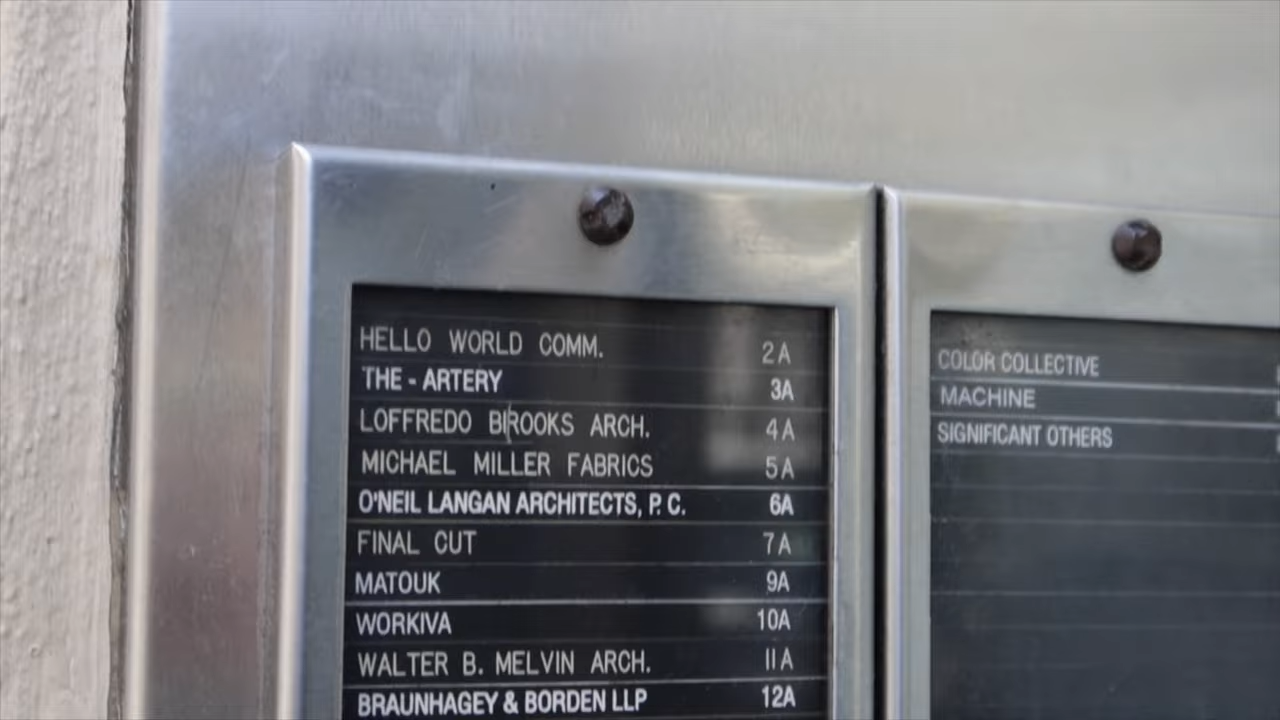 HELLO WORLD COMM. 2A
THE - ARTERY 3A
LOFFREDO BROOKS ARCH. 4A
MICHAEL MILLER FABRICS 5A
O'NEIL LANGAN ARCHITECTS, P. C. 6A
FINAL CUT 7A
MATOUK 9A
WORKIVA 10A
WALTER B. MELVIN ARCH. 11A
BRAUNHAGEY & BORDEN LLP 12A
COLOR COLLECTIVE
MACHINE
SIGNIFICANT OTHERS